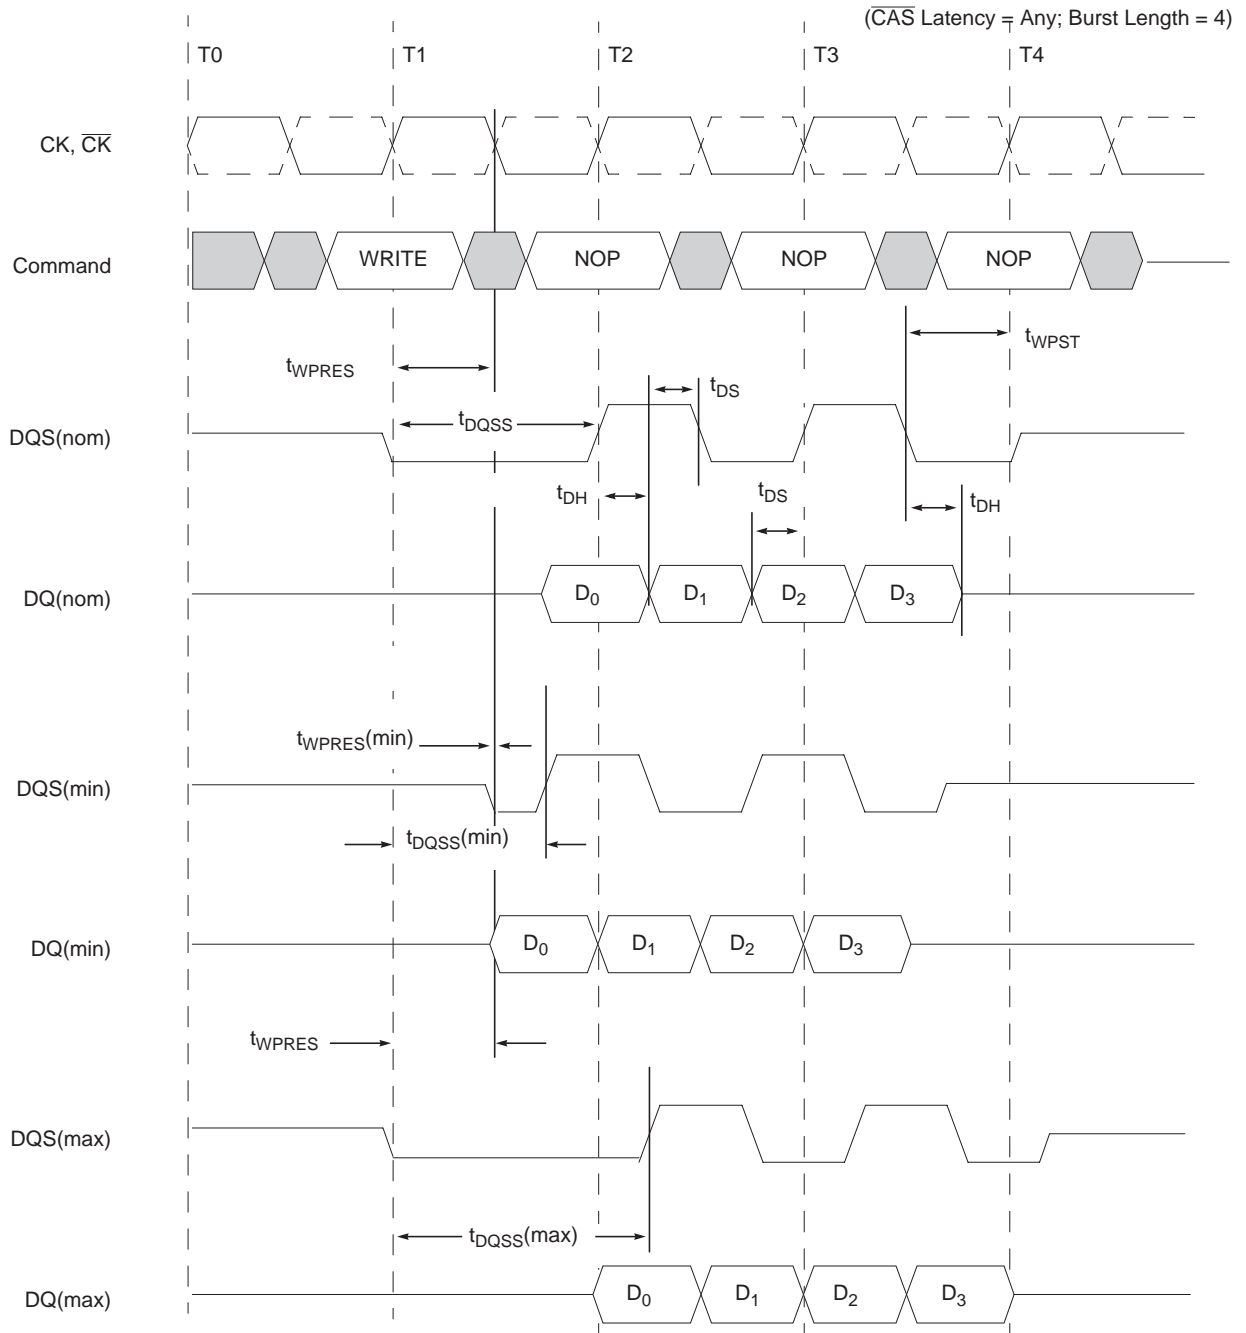 (C̅A̅S̅ Latency = Any; Burst Length = 4)
T0 T1 T2 T3 T4
CK, C̅K̅
Command WRITE NOP NOP NOP
tWPST
tWPRES
tDS
DQS(nom) tDQSS
tDH tDS tDH
DQ(nom) D0 D1 D2 D3
tWPRES(min)
DQS(min)
tDQSS(min)
DQ(min) D0 D1 D2 D3
tWPRES
DQS(max)
tDQSS(max)
DQ(max) D0 D1 D2 D3